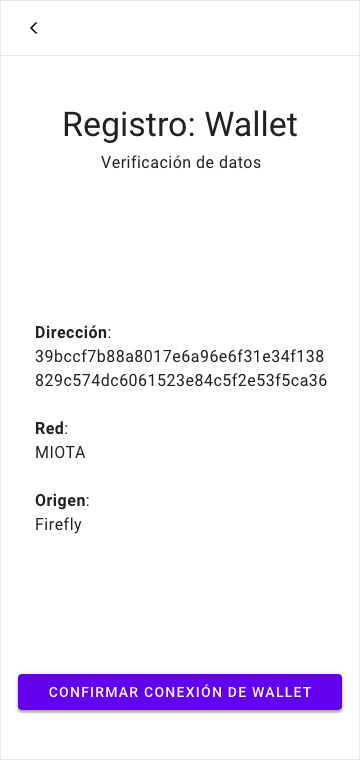 Registro: Wallet
Verificación de datos
Dirección:
39bccf7b88a8017e6a96e6f31e34f138
829c574dc6061523e84c5f2e53f5ca36
Red:
MIOTA
Origen:
Firefly
CONFIRMAR CONEXIÓN DE WALLET